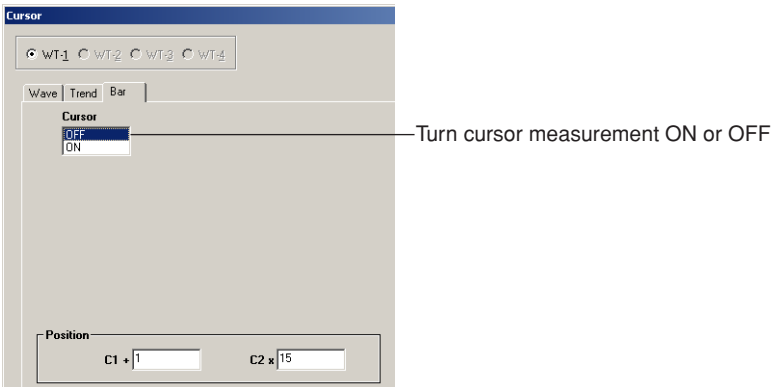 Cursor
WT-1 WT-2 WT-3 WT-4
Wave Trend Bar
Cursor
OFF
ON
Turn cursor measurement ON or OFF
Position
C1 + 1 C2 x 15